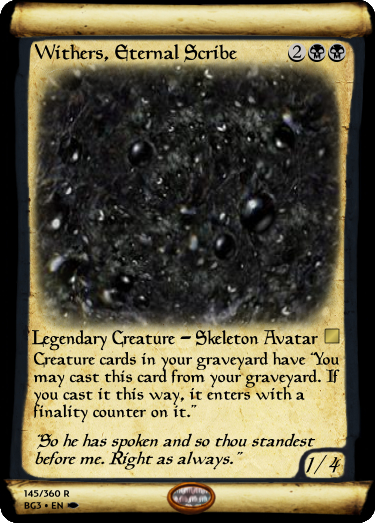 Withers, Eternal Scribe 2
Legendary Creature – Skeleton Avatar
Creature cards in your graveyard have "You
may cast this card from your graveyard. If
you cast it this way, it enters with a
finality counter on it."
"So he has spoken and so thou standest
before me. Right as always."
1/4
145/360 R
BG3 • EN